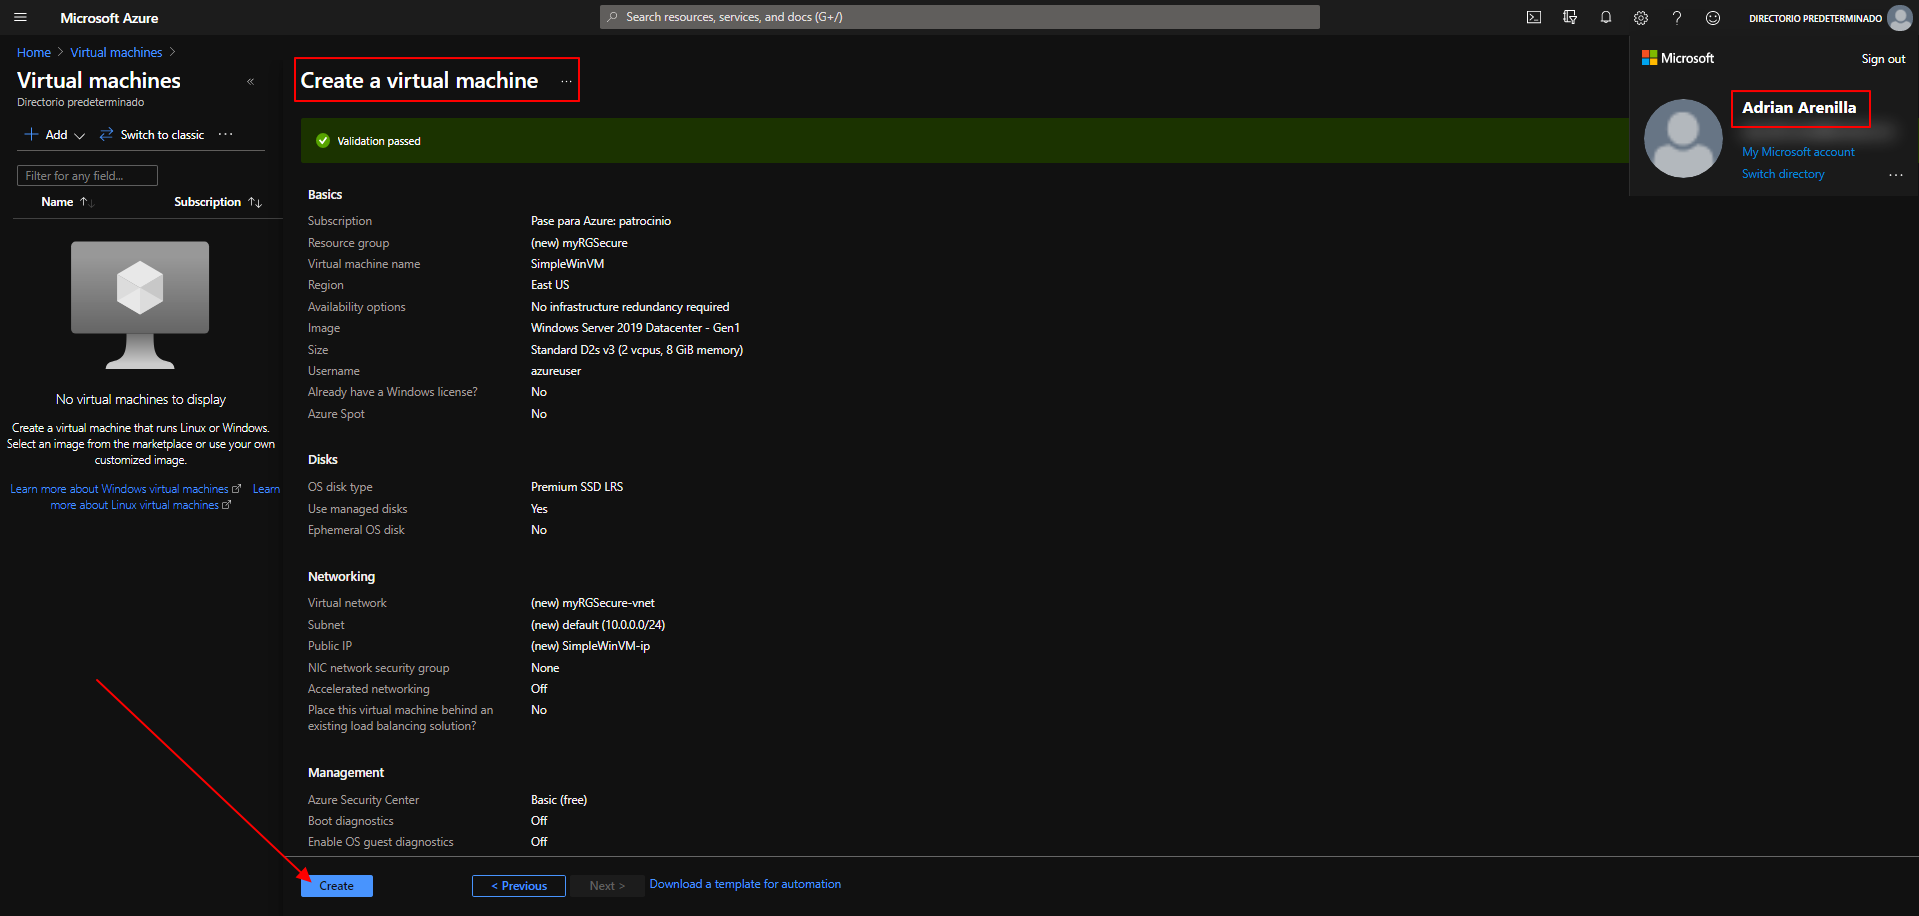 Microsoft Azure
Search resources, services, and docs (G+/)
DIRECTORIO PREDETERMINADO
Home > Virtual machines >
Virtual machines
«
Directorio predeterminado
+ Add
Switch to classic
...
Filter for any field...
Name ↑↓
Subscription ↑↓
No virtual machines to display
Create a virtual machine that runs Linux or Windows.
Select an image from the marketplace or use your own
customized image.
Learn more about Windows virtual machines
Learn
more about Linux virtual machines
Create a virtual machine
...
Validation passed
Basics
Subscription
Pase para Azure: patrocinio
Resource group
(new) myRGSecure
Virtual machine name
SimpleWinVM
Region
East US
Availability options
No infrastructure redundancy required
Image
Windows Server 2019 Datacenter - Gen1
Size
Standard D2s v3 (2 vcpus, 8 GiB memory)
Username
azureuser
Already have a Windows license?
No
Azure Spot
No
Disks
OS disk type
Premium SSD LRS
Use managed disks
Yes
Ephemeral OS disk
No
Networking
Virtual network
(new) myRGSecure-vnet
Subnet
(new) default (10.0.0.0/24)
Public IP
(new) SimpleWinVM-ip
NIC network security group
None
Accelerated networking
Off
Place this virtual machine behind an
existing load balancing solution?
No
Management
Azure Security Center
Basic (free)
Boot diagnostics
Off
Enable OS guest diagnostics
Off
Create
< Previous
Next >
Download a template for automation
Microsoft
Sign out
Adrian Arenilla
My Microsoft account
Switch directory
...